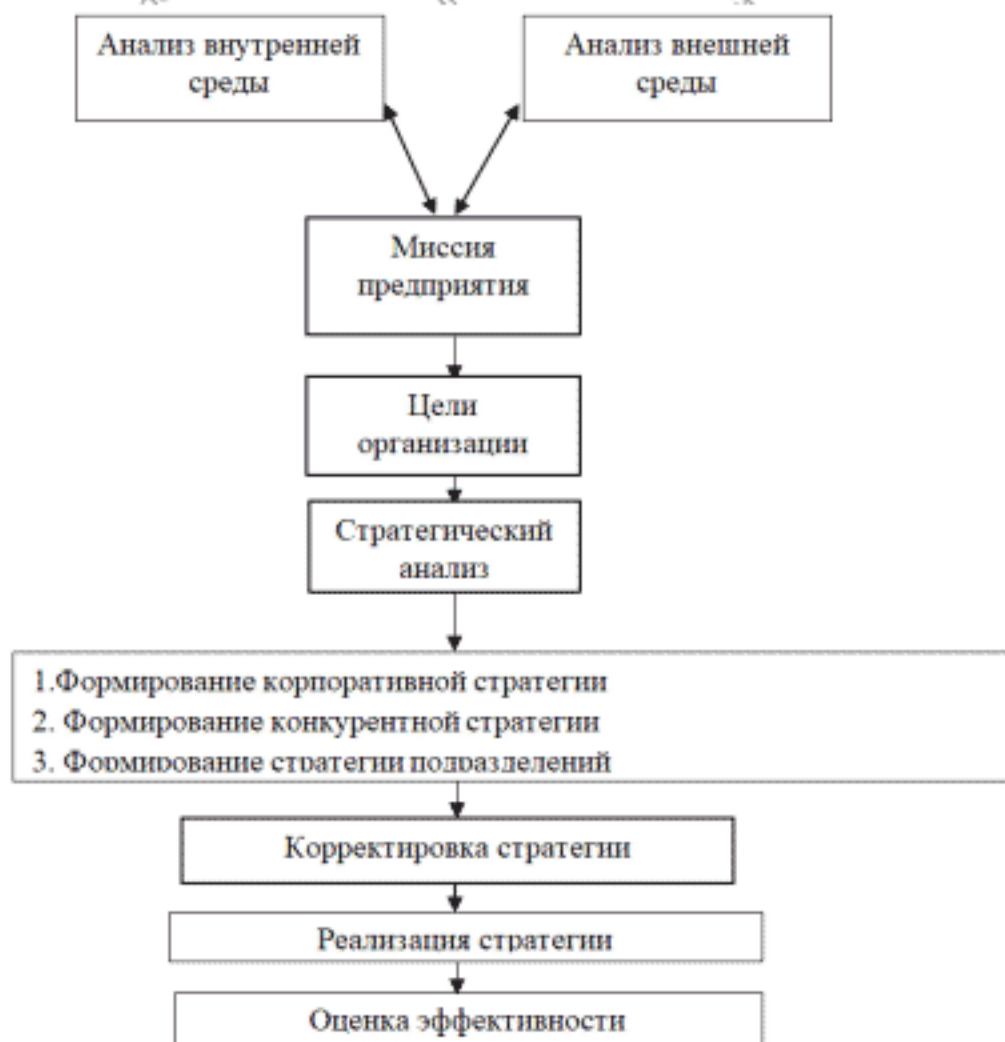 Анализ внутренней
среды
Анализ внешней
среды
Миссия
предприятия
Цели
организации
Стратегический
анализ
1.Формирование корпоративной стратегии
2. Формирование конкурентной стратегии
3. Формирование стратегии подразделений
Корректировка стратегии
Реализация стратегии
Оценка эффективности